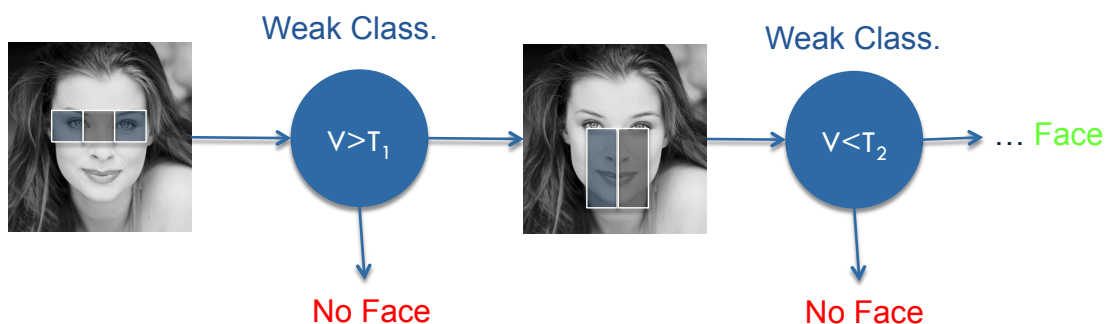 Weak Class.
Weak Class.
V>T₁
V<T₂
... Face
No Face
No Face